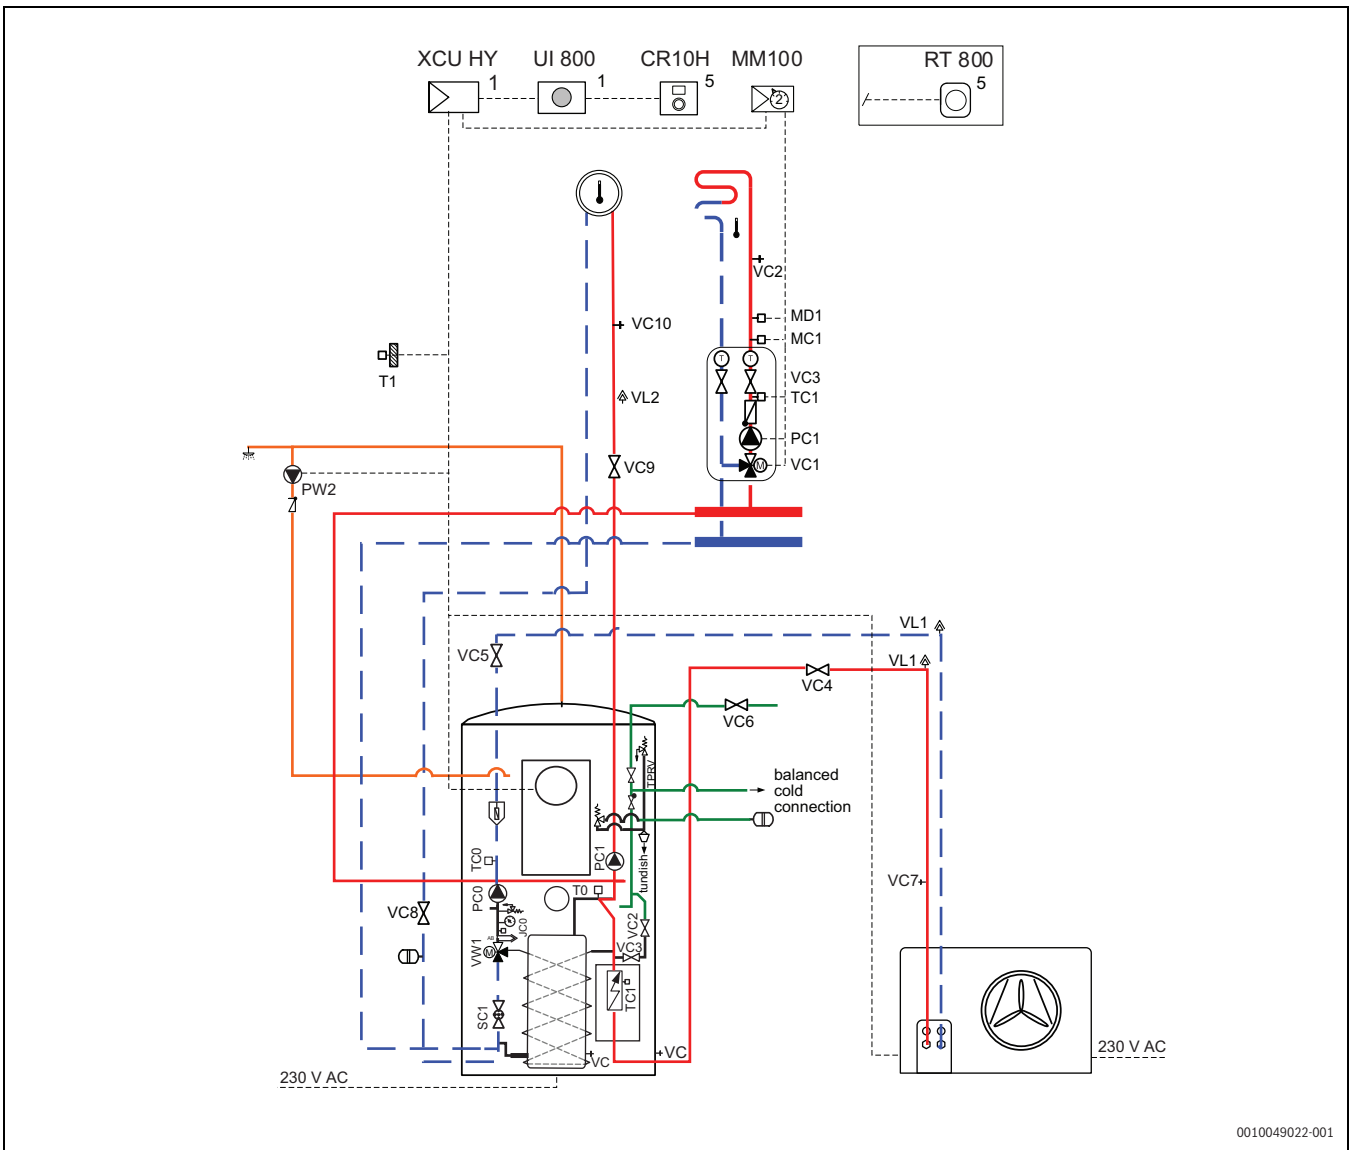 XCU HY UI 800 CR10H MM100 RT 800
1 1 5 2 5
VC2
VC10
MD1
MC1
T T
T1
VC3
VL2
TC1
PC1
VC9
M VC1
PW2
VL1
VC5
VL1
VC4
VC6
TPRV
balanced
cold
connection
PC1
tundish
TC0
T0
PC0
VC7
VC8
JC0
VC2
AB
VW1
M
VC3
TC1
SC1
VC
VC
230 V AC
230 V AC
0010049022-001